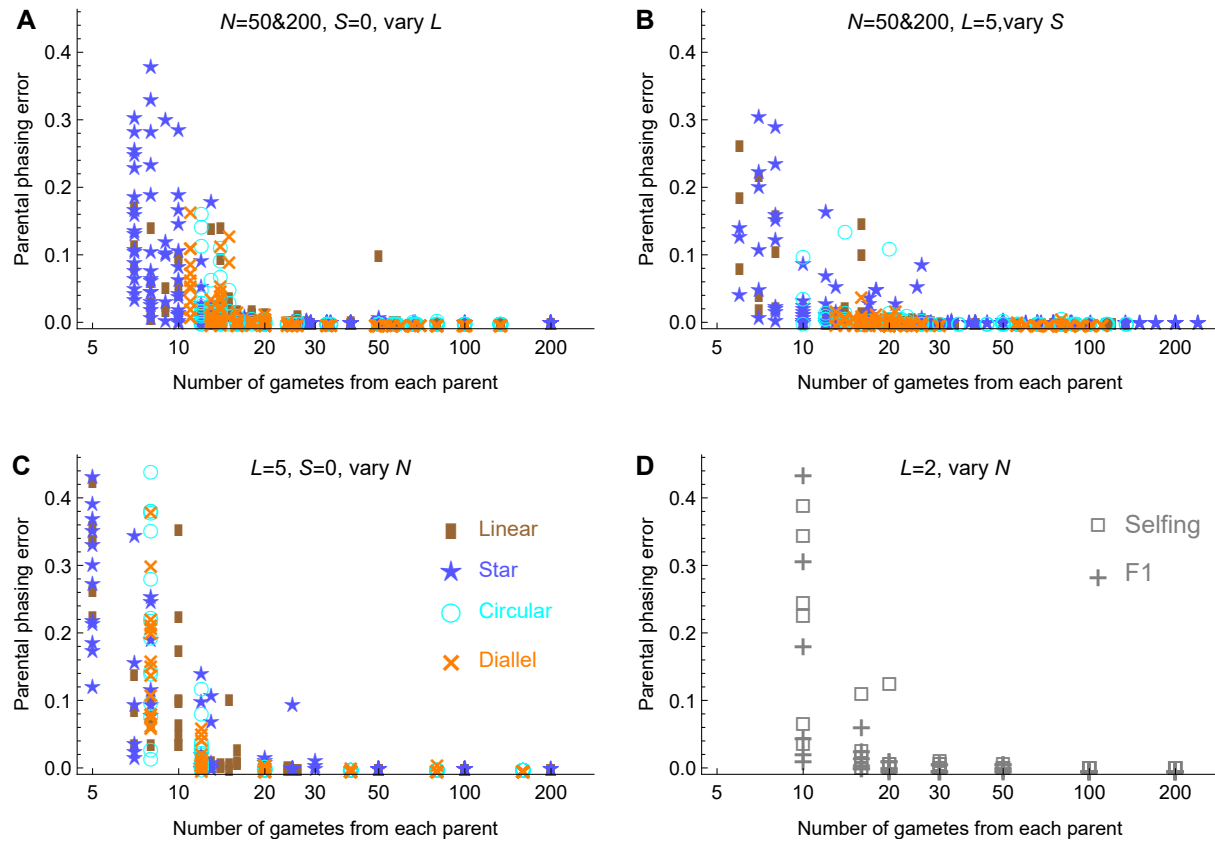 A
N=50&200, S=0, vary L
Parental phasing error
0.4
0.3
0.2
0.1
0.0
5 10 20 30 50 100 200
Number of gametes from each parent
B
N=50&200, L=5,vary S
Parental phasing error
0.4
0.3
0.2
0.1
0.0
5 10 20 30 50 100 200
Number of gametes from each parent
C
L=5, S=0, vary N
Parental phasing error
0.4
0.3
0.2
0.1
0.0
Linear
Star
Circular
Diallel
5 10 20 30 50 100 200
Number of gametes from each parent
D
L=2, vary N
Parental phasing error
0.4
0.3
0.2
0.1
0.0
Selfing
F1
5 10 20 30 50 100 200
Number of gametes from each parent